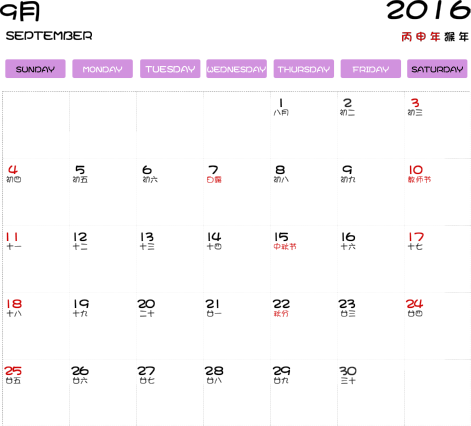 9月 2016
SEPTEMBER 丙申年猴年
SUNDAY MONDAY TUESDAY WEDNESDAY THURSDAY FRIDAY SATURDAY
1 2 3
八月 初二 初三
4 5 6 7 8 9 10
初四 初五 初六 白露 初八 初九 教师节
11 12 13 14 15 16 17
十一 十二 十三 十四 中秋节 十六 十七
18 19 20 21 22 23 24
十八 十九 二十 廿一 秋分 廿三 廿四
25 26 27 28 29 30
廿五 廿六 廿七 廿八 廿九 三十